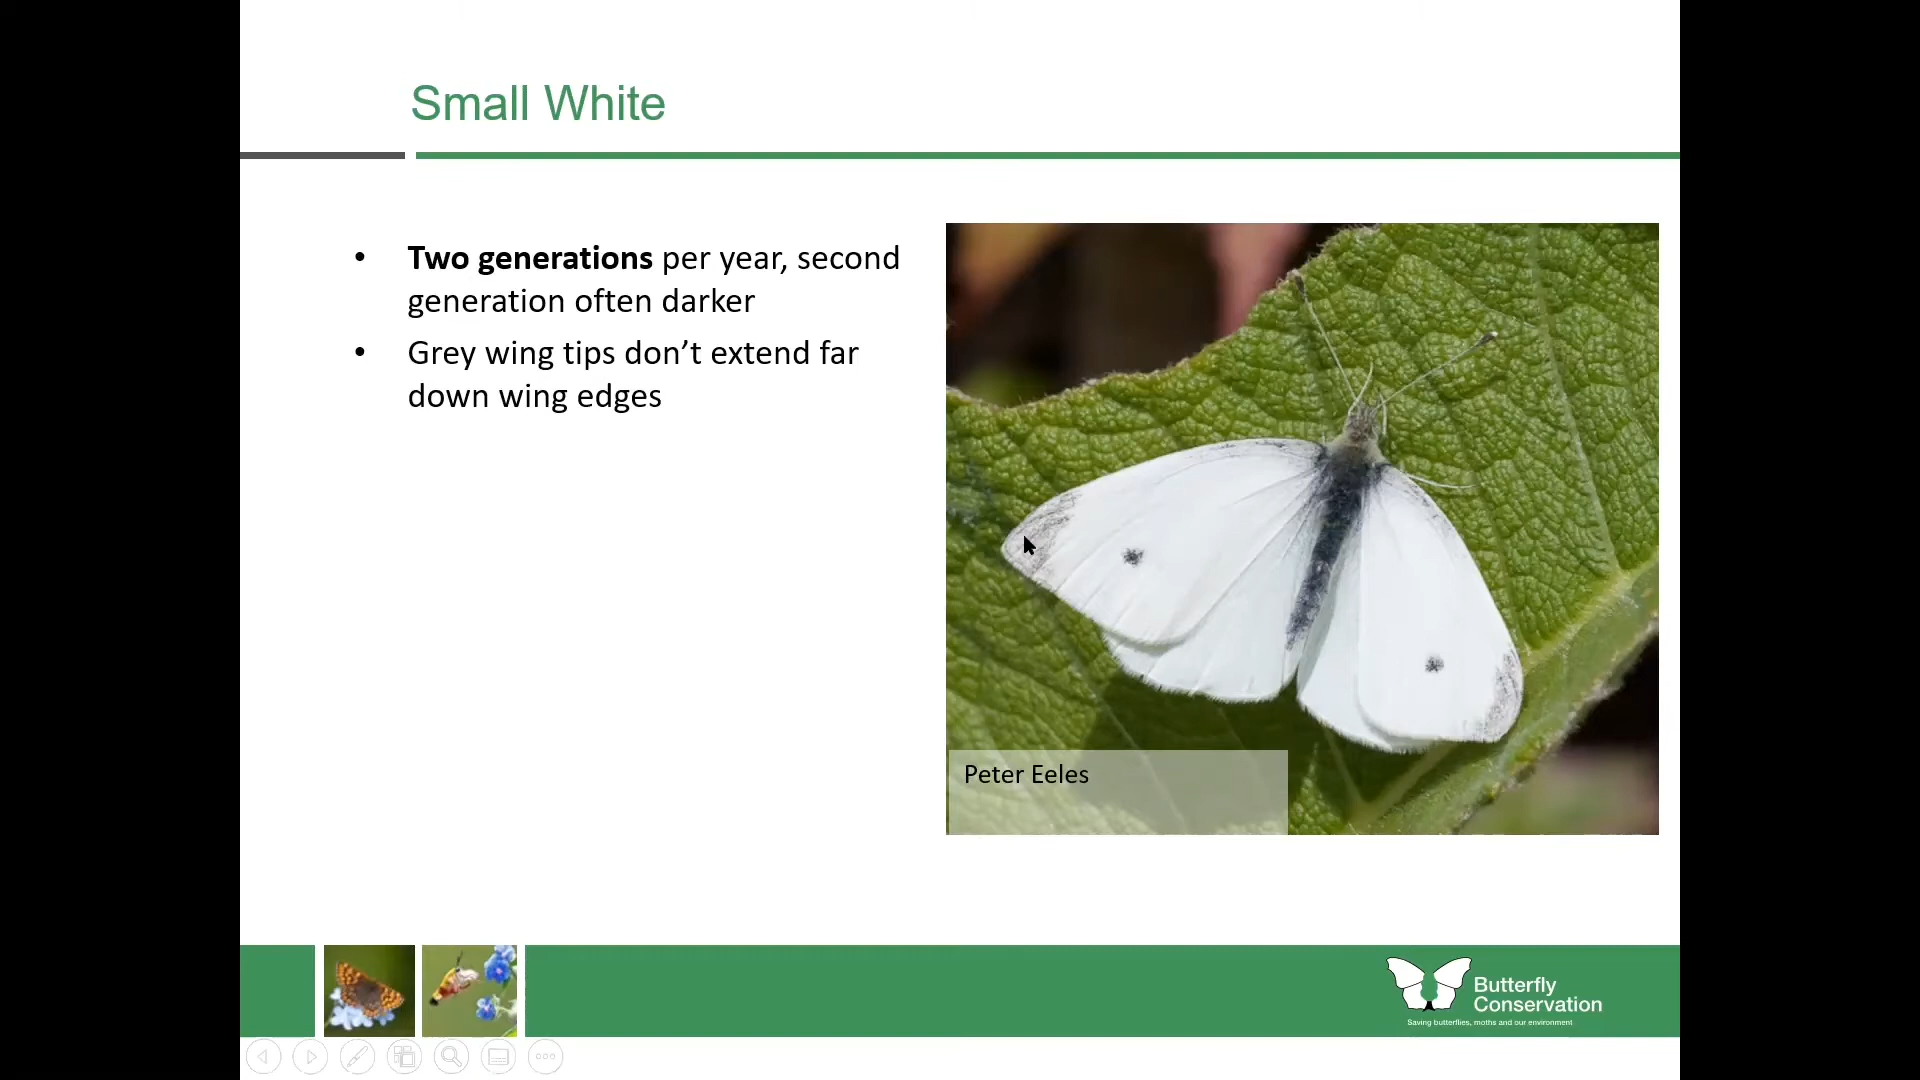 Small White
• Two generations per year, second
generation often darker
• Grey wing tips don’t extend far
down wing edges
Peter Eeles
Butterfly
Conservation
Saving butterflies, moths and our environment